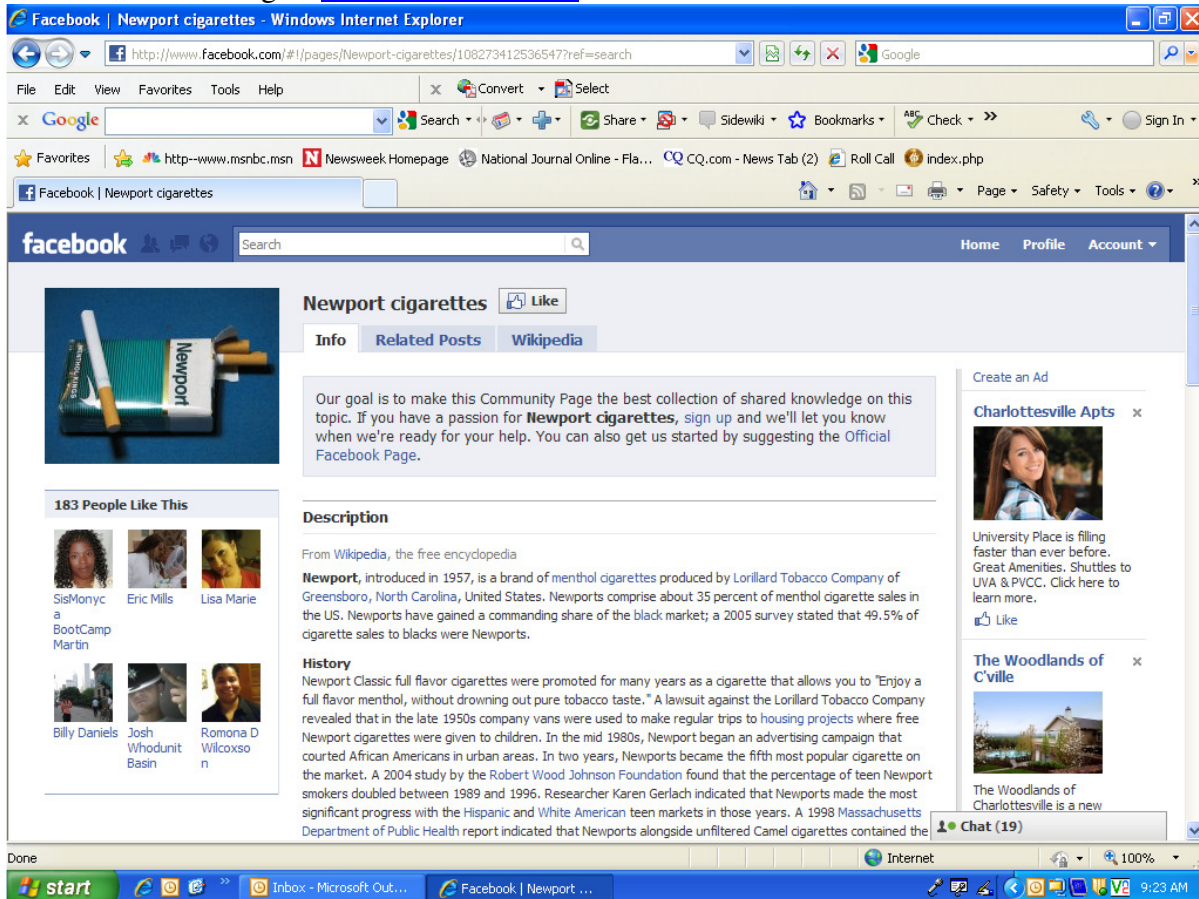 Facebook | Newport cigarettes - Windows Internet Explorer
http://www.facebook.com/#!/pages/Newport-cigarettes/108273412536547?ref=search
Google
File Edit View Favorites Tools Help
x Convert Select
x Google
Search Share Sidewiki Bookmarks Check » Sign In
Favorites http--www.msnbc.msn Newsweek Homepage National Journal Online - Fla... CQ CQ.com - News Tab (2) Roll Call index.php
Facebook | Newport cigarettes
Page Safety Tools »
facebook Search Home Profile Account
Newport cigarettes Like
Info Related Posts Wikipedia
Newport
MENTHOL KINGS
Our goal is to make this Community Page the best collection of shared knowledge on this
topic. If you have a passion for Newport cigarettes, sign up and we'll let you know
when we're ready for your help. You can also get us started by suggesting the Official
Facebook Page.
183 People Like This
SisMonyc
a
BootCamp
Martin
Eric Mills
Lisa Marie
Billy Daniels
Josh
Whodunit
Basin
Romona D
Wilcoxso
n
Description
From Wikipedia, the free encyclopedia
Newport, introduced in 1957, is a brand of menthol cigarettes produced by Lorillard Tobacco Company of
Greensboro, North Carolina, United States. Newports comprise about 35 percent of menthol cigarette sales in
the US. Newports have gained a commanding share of the black market; a 2005 survey stated that 49.5% of
cigarette sales to blacks were Newports.
History
Newport Classic full flavor cigarettes were promoted for many years as a cigarette that allows you to "Enjoy a
full flavor menthol, without drowning out pure tobacco taste." A lawsuit against the Lorillard Tobacco Company
revealed that in the late 1950s company vans were used to make regular trips to housing projects where free
Newport cigarettes were given to children. In the mid 1980s, Newport began an advertising campaign that
courted African Americans in urban areas. In two years, Newports became the fifth most popular cigarette on
the market. A 2004 study by the Robert Wood Johnson Foundation found that the percentage of teen Newport
smokers doubled between 1989 and 1996. Researcher Karen Gerlach indicated that Newports made the most
significant progress with the Hispanic and White American teen markets in those years. A 1998 Massachusetts
Department of Public Health report indicated that Newports alongside unfiltered Camel cigarettes contained the
Create an Ad
Charlottesville Apts x
University Place is filling
faster than ever before.
Great Amenities. Shuttles to
UVA & PVCC. Click here to
learn more.
Like
The Woodlands of x
C'ville
The Woodlands of
Charlottesville is a new
Chat (19)
Done Internet 100%
start » Inbox - Microsoft Out... Facebook | Newport ... 9:23 AM